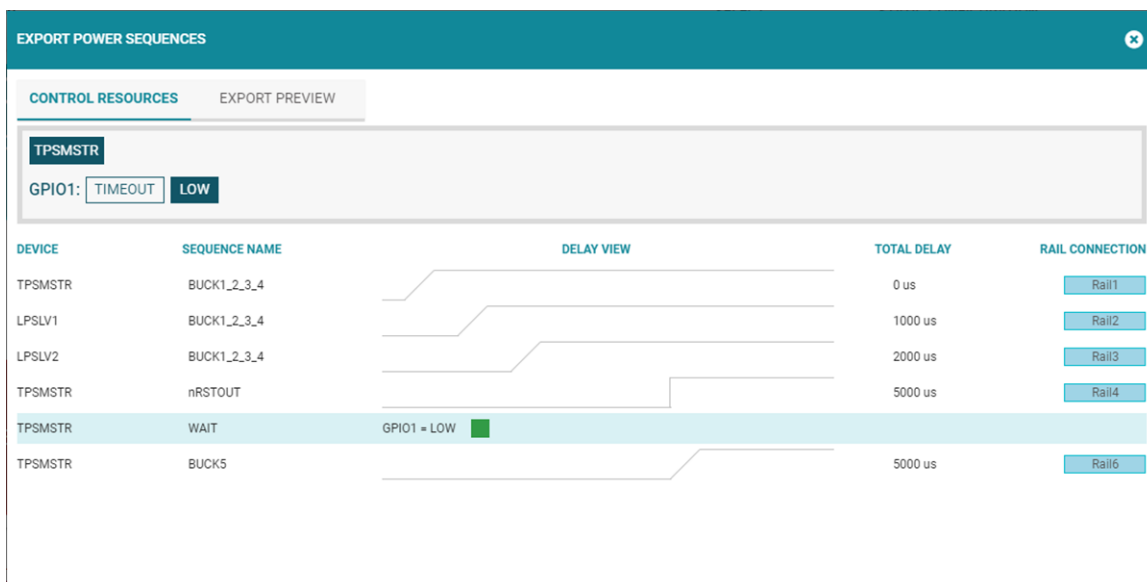 EXPORT POWER SEQUENCES
CONTROL RESOURCES EXPORT PREVIEW
TPSMSTR
GPIO1: TIMEOUT LOW
DEVICE SEQUENCE NAME DELAY VIEW TOTAL DELAY RAIL CONNECTION
TPSMSTR BUCK1_2_3_4 0 us Rail1
LPSLV1 BUCK1_2_3_4 1000 us Rail2
LPSLV2 BUCK1_2_3_4 2000 us Rail3
TPSMSTR nRSTOUT 5000 us Rail4
TPSMSTR WAIT GPIO1 = LOW
TPSMSTR BUCK5 5000 us Rail6